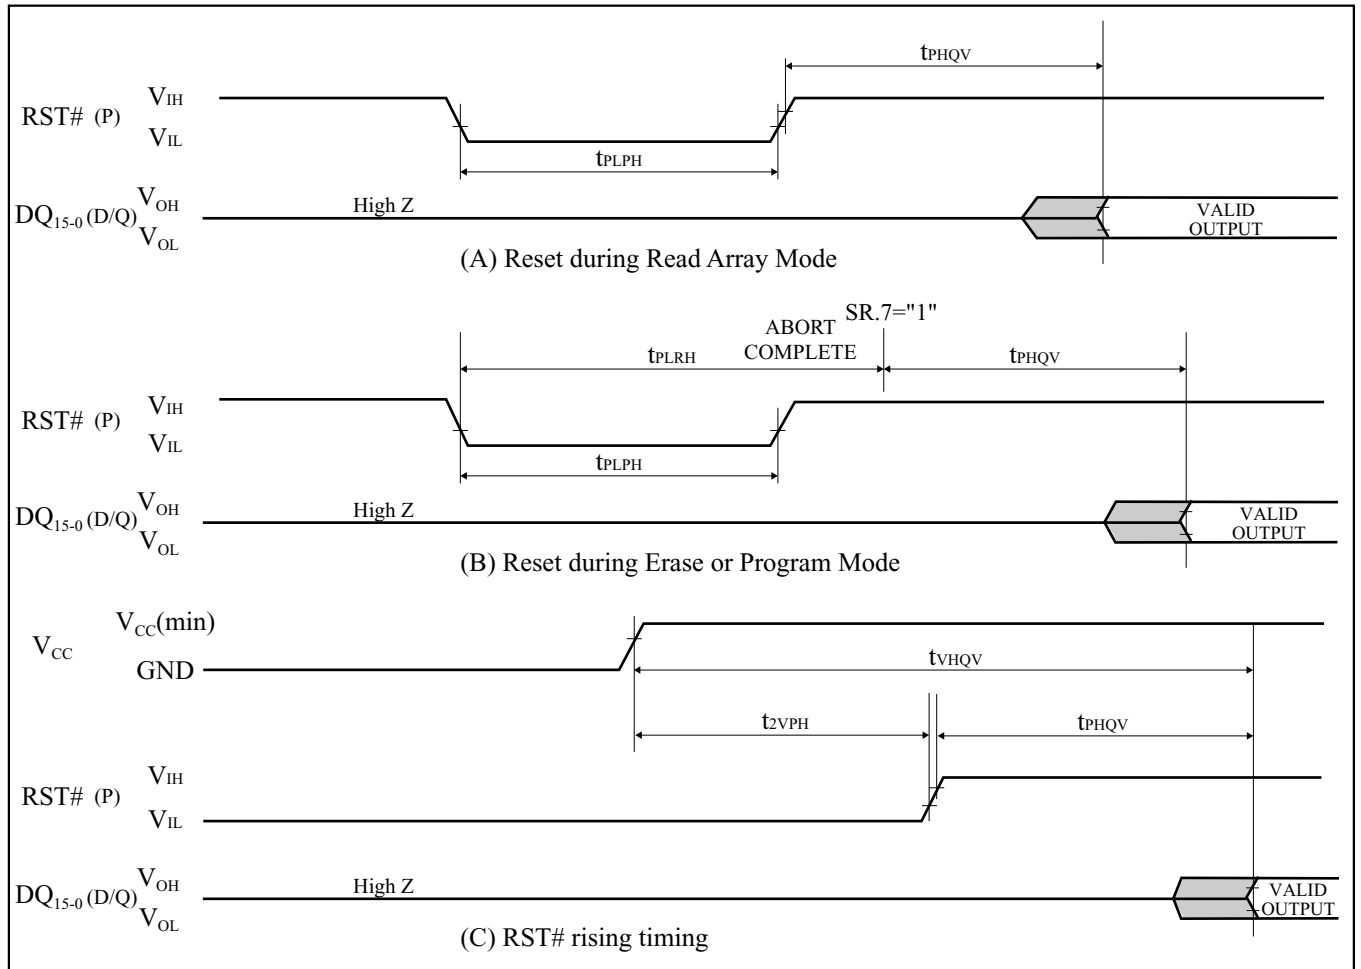 tPHQV
VIH
RST# (P)
VIL
tPLPH
VOH
DQ15-0 (D/Q)
High Z
VOL
VALID
OUTPUT
(A) Reset during Read Array Mode
SR.7="1"
ABORT
COMPLETE
tPLRH
tPHQV
VIH
RST# (P)
VIL
tPLPH
VOH
DQ15-0 (D/Q)
High Z
VOL
VALID
OUTPUT
(B) Reset during Erase or Program Mode
VCC(min)
VCC
GND
tVHQV
t2VPH
tPHQV
VIH
RST# (P)
VIL
VOH
DQ15-0 (D/Q)
High Z
VOL
VALID
OUTPUT
(C) RST# rising timing